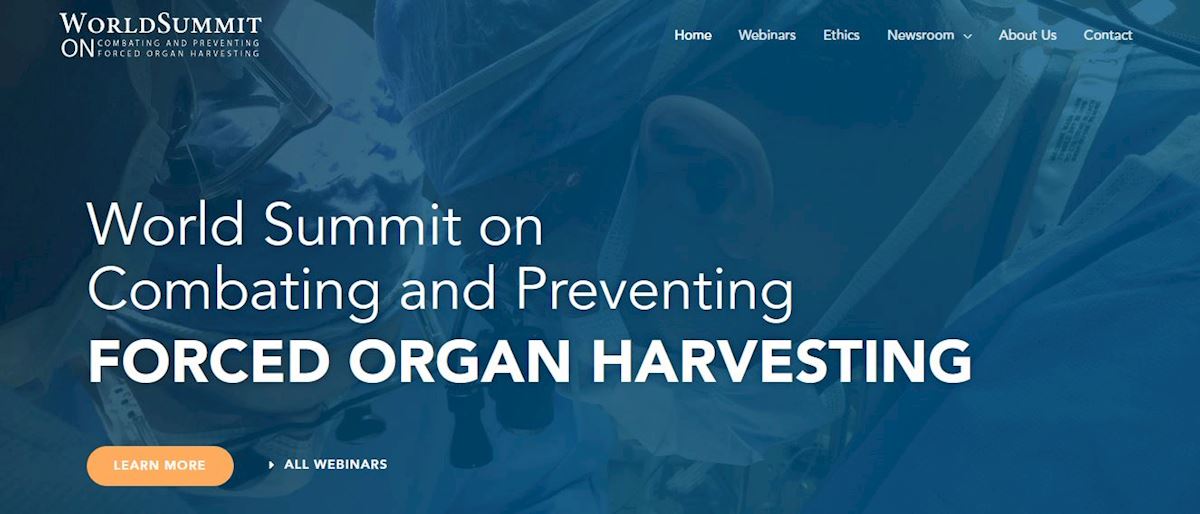 WORLDSUMMIT
ON COMBATING AND PREVENTING
FORCED ORGAN HARVESTING
Home Webinars Ethics Newsroom About Us Contact
World Summit on
Combating and Preventing
FORCED ORGAN HARVESTING
LEARN MORE ALL WEBINARS